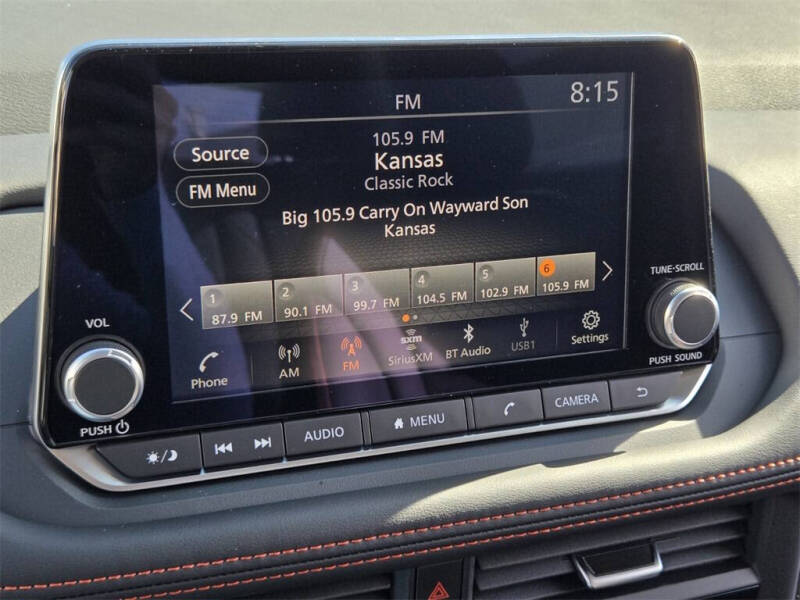 FM
8:15
Source
105.9 FM
Kansas
FM Menu
Classic Rock
Big 105.9 Carry On Wayward Son
Kansas
1
87.9 FM
2
90.1 FM
3
99.7 FM
4
104.5 FM
5
102.9 FM
6
105.9 FM
Phone
AM
FM
sxm
SiriusXM
BT Audio
USB1
Settings
VOL
PUSH
TUNE·SCROLL
PUSH SOUND
AUDIO
MENU
CAMERA